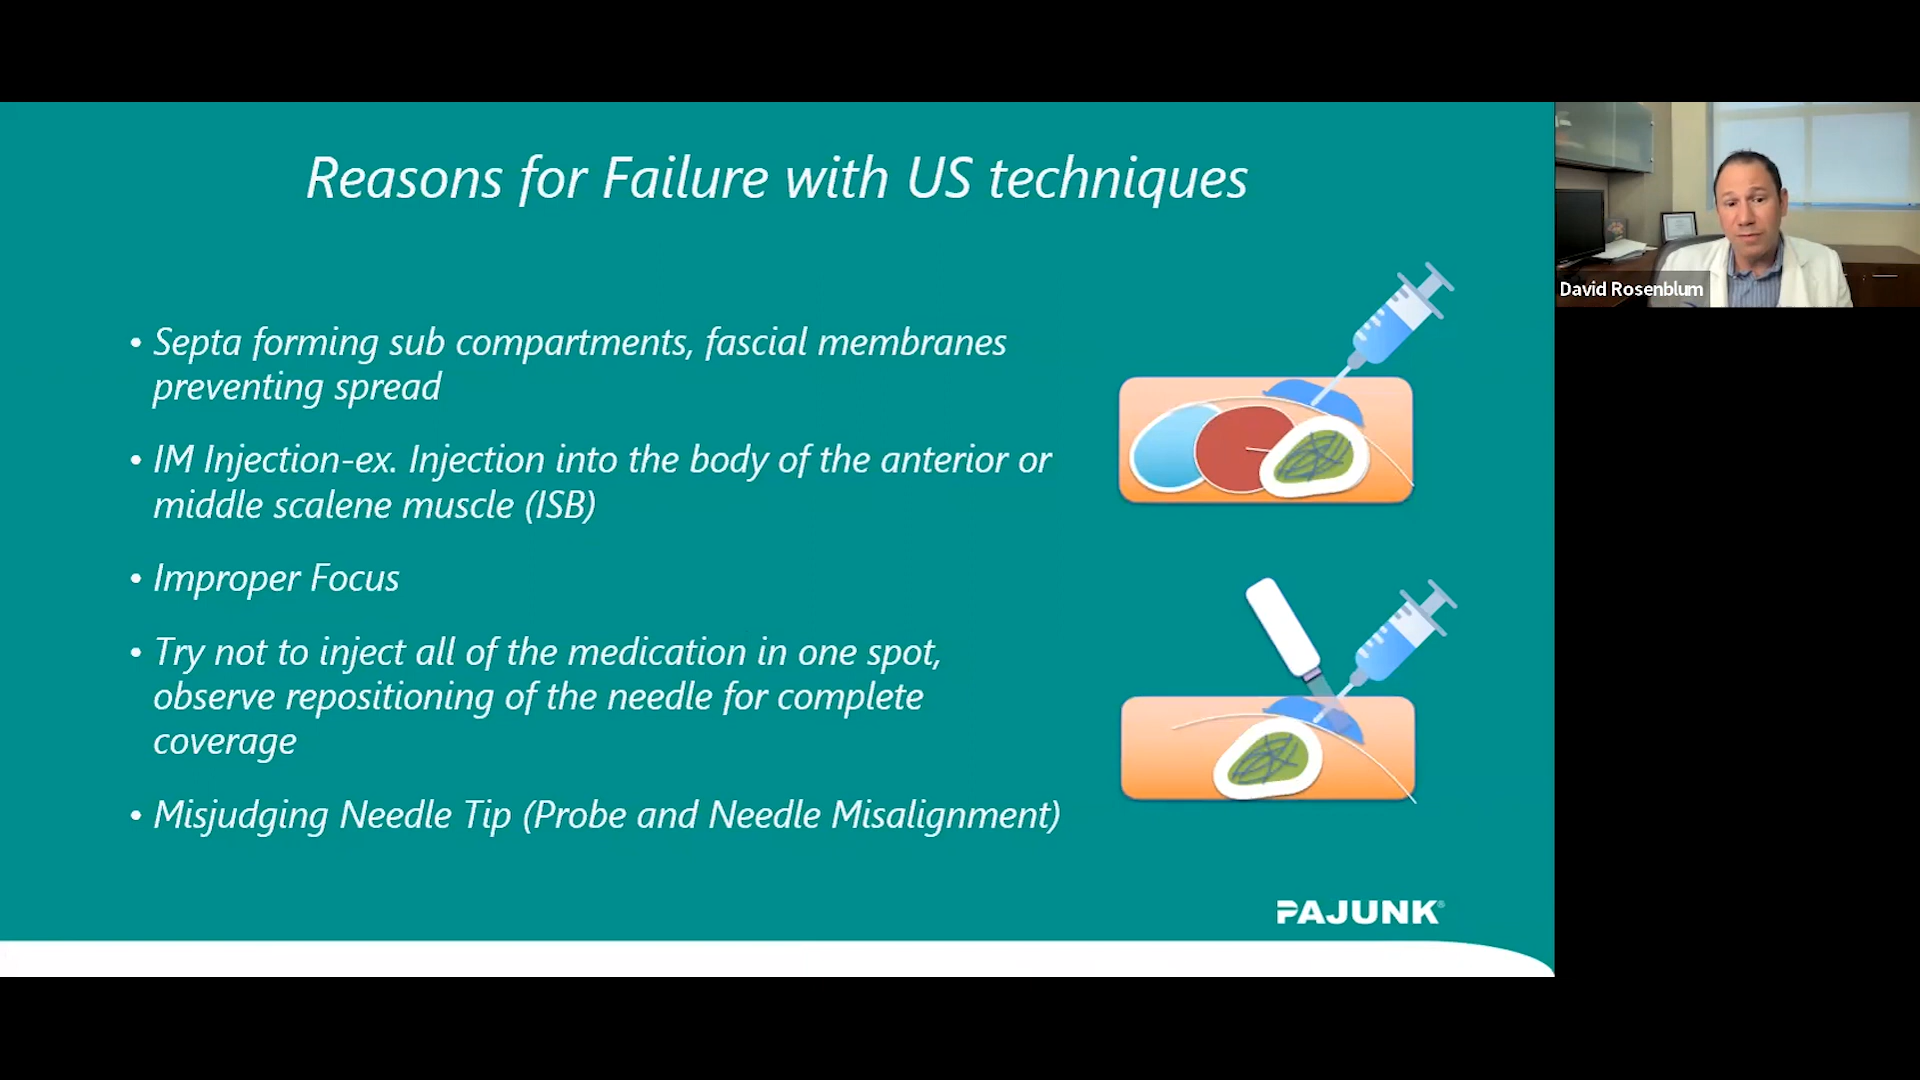 Reasons for Failure with US techniques
David Rosenblum
• Septa forming sub compartments, fascial membranes
preventing spread
• IM Injection-ex. Injection into the body of the anterior or
middle scalene muscle (ISB)
• Improper Focus
• Try not to inject all of the medication in one spot,
observe repositioning of the needle for complete
coverage
• Misjudging Needle Tip (Probe and Needle Misalignment)
PAJUNK®